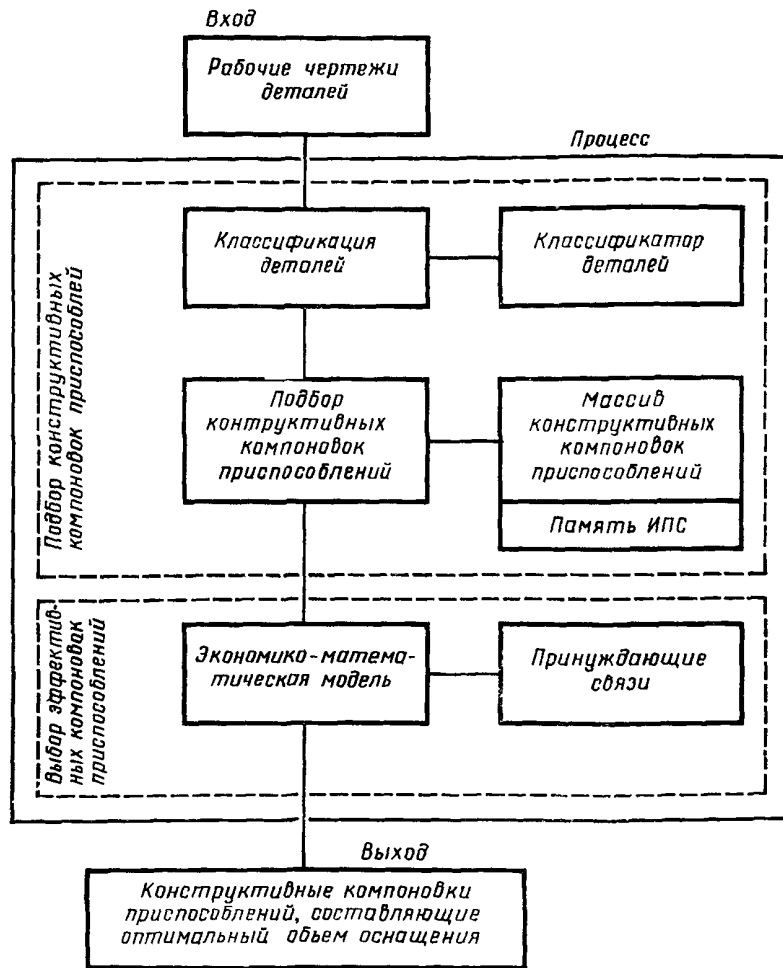 Вход
Рабочие чертежи
деталей
Процесс
Подбор конструктивных
компоновок приспособлей
Классификация
деталей
Классификатор
деталей
Подбор
контруктивных
компоновок
приспособлений
Массив
конструктивных
компоновок
приспособлений
Память ИПС
Выбор эффектив-
ных компоновок
приспособлений
Экономико-матема-
тическая модель
Принуждающие
связи
Выход
Конструктивные компоновки
приспособлений, составляющие
оптимальный объем оснащения